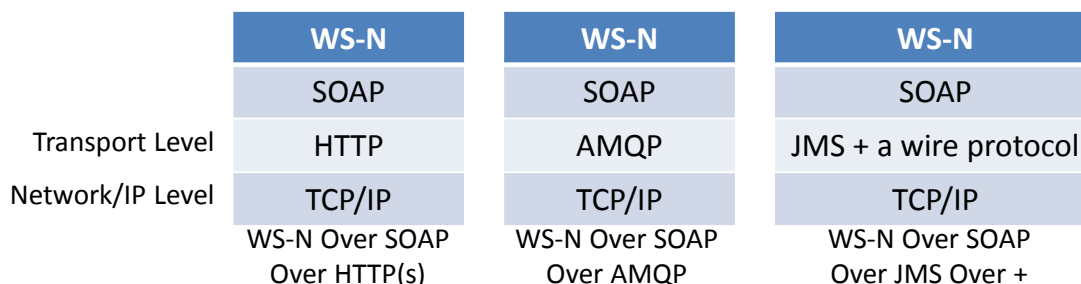 WS-N WS-N WS-N
SOAP SOAP SOAP
Transport Level HTTP AMQP JMS + a wire protocol
Network/IP Level TCP/IP TCP/IP TCP/IP
WS-N Over SOAP WS-N Over SOAP WS-N Over SOAP
Over HTTP(s) Over AMQP Over JMS Over +